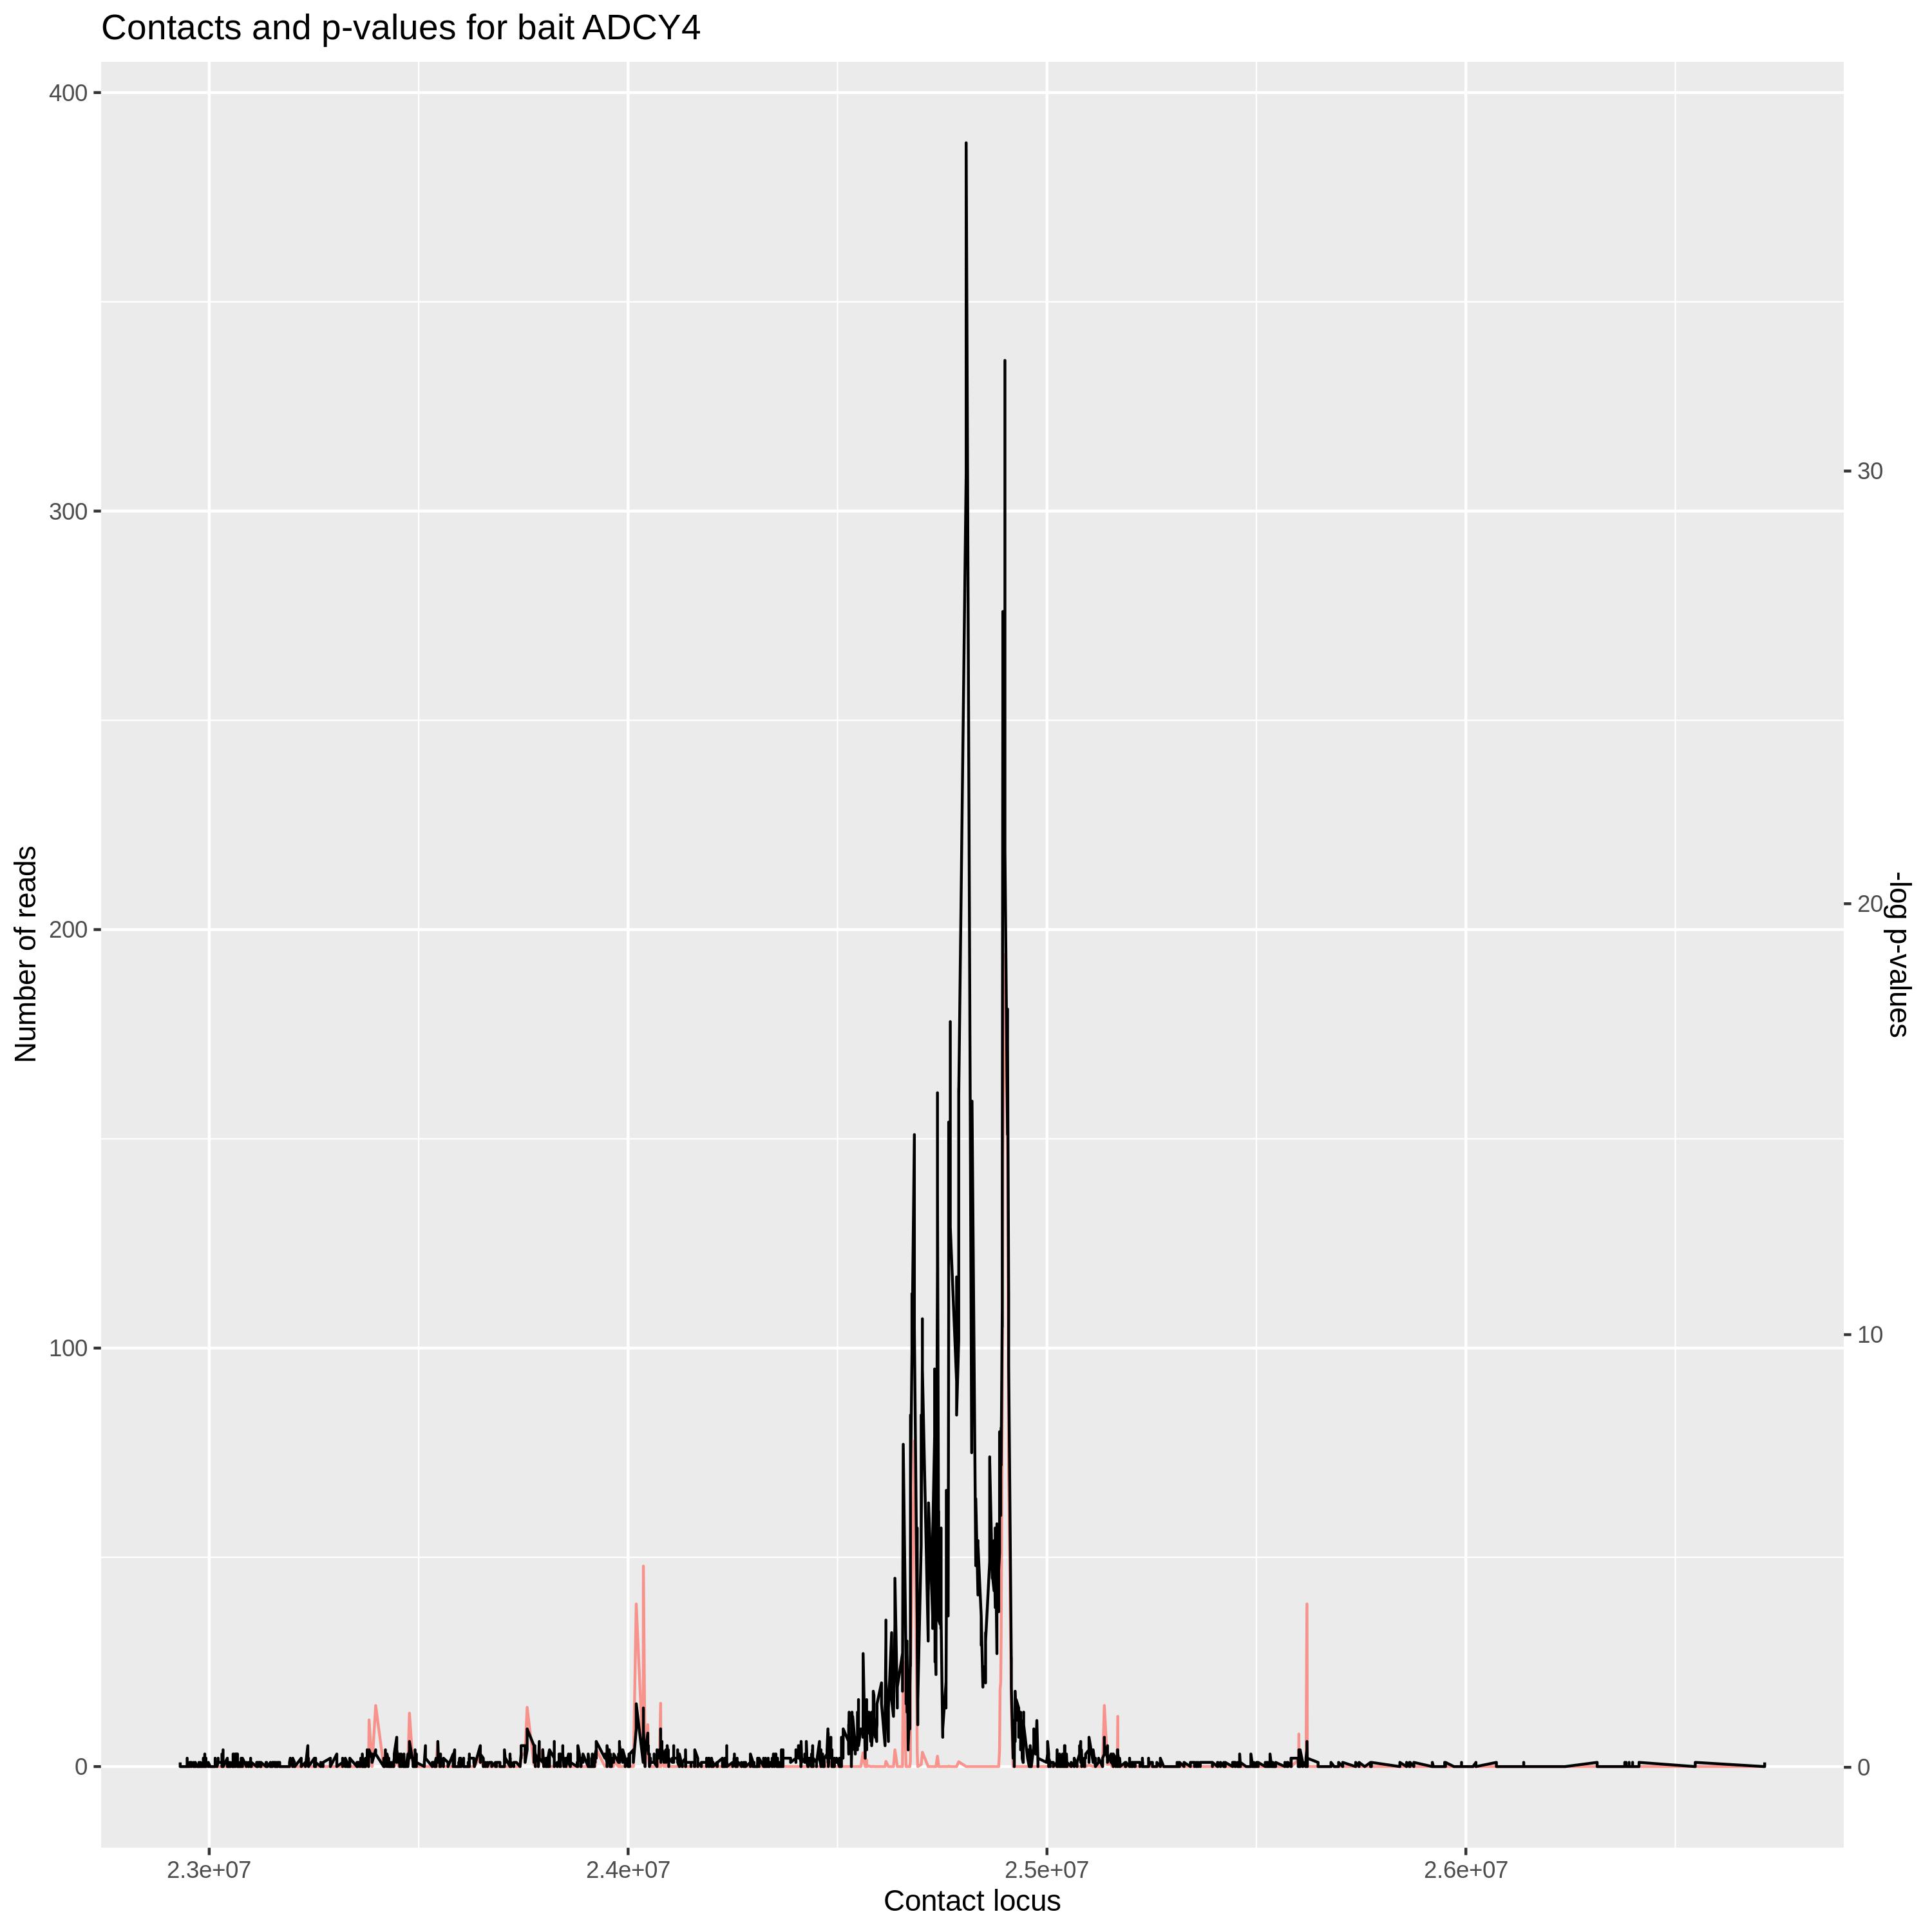 Contacts and p-values for bait ADCY4
400
300
200
100
0
Number of reads
30
20
10
0
-log p-values
2.3e+07
2.4e+07
2.5e+07
2.6e+07
Contact locus